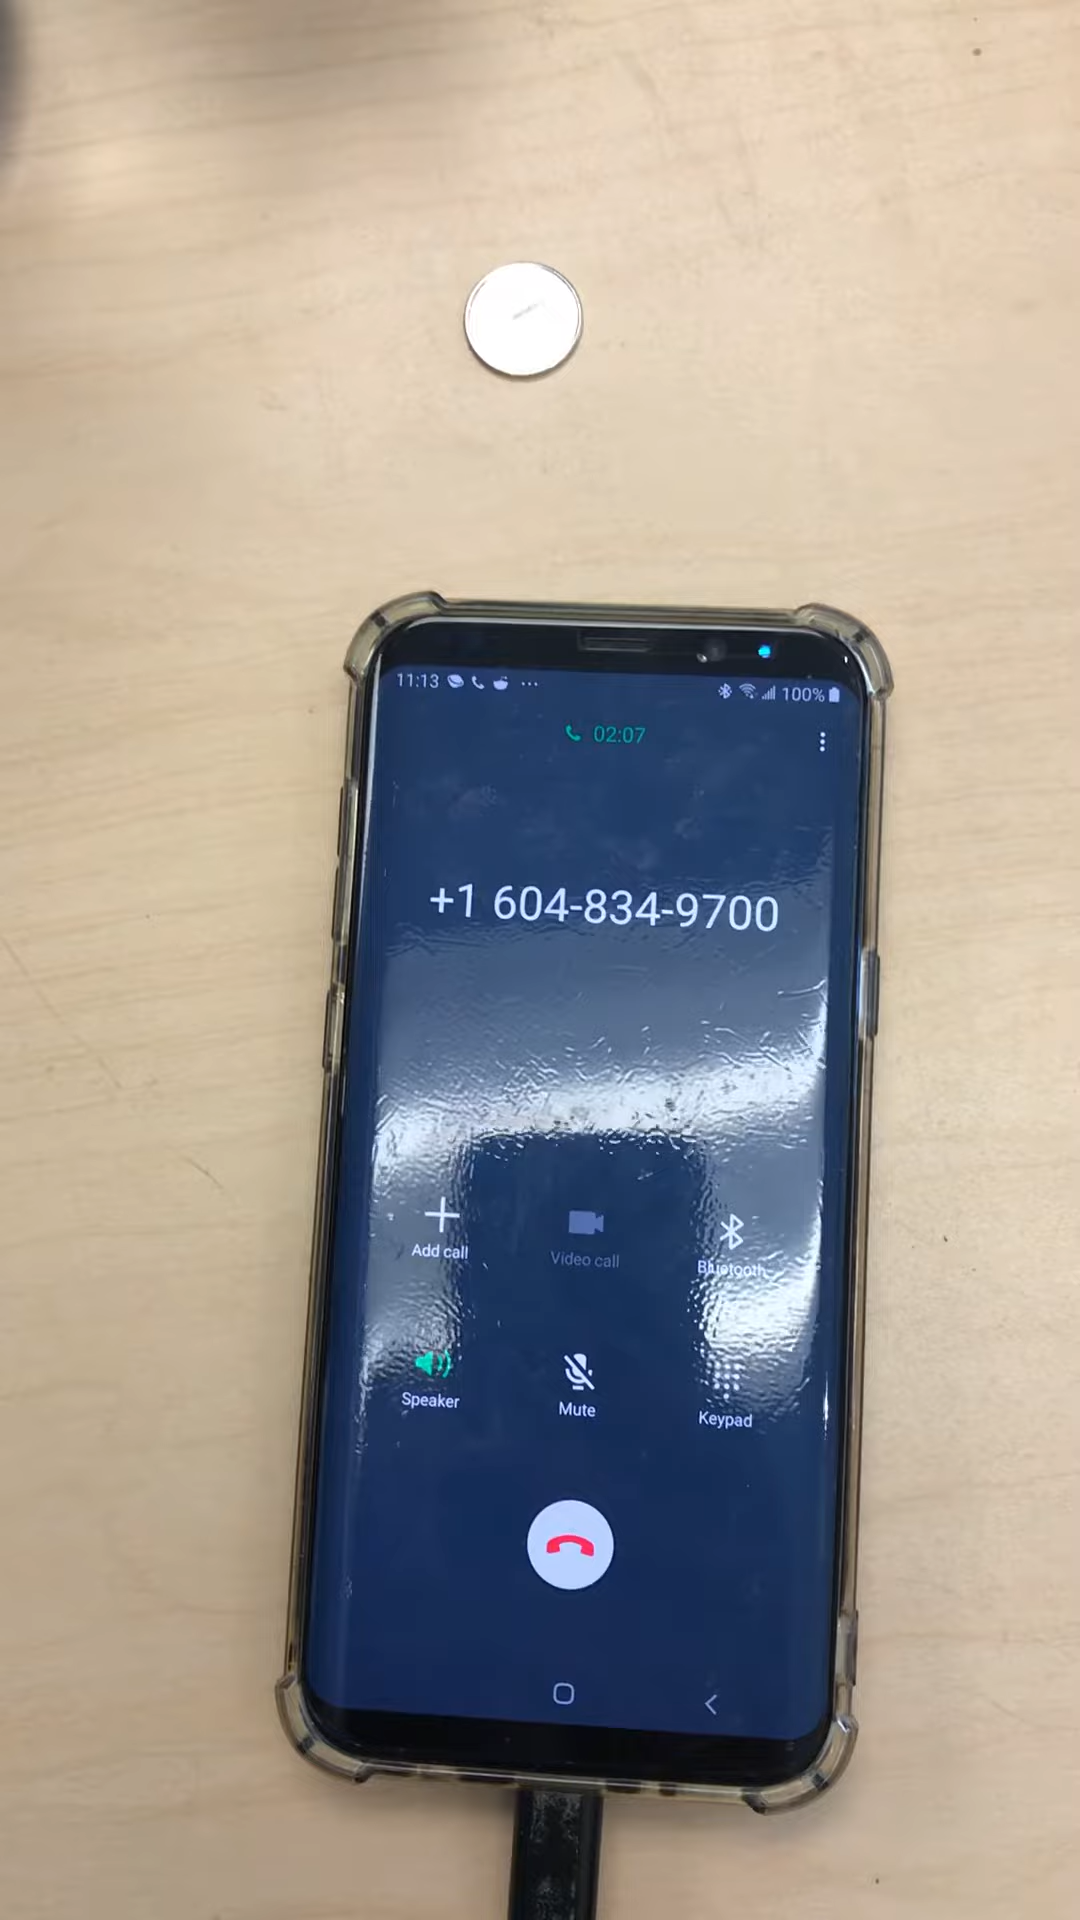 11:13 100%
02:07
+1 604-834-9700
Add call Video call Bluetooth
Speaker Mute Keypad